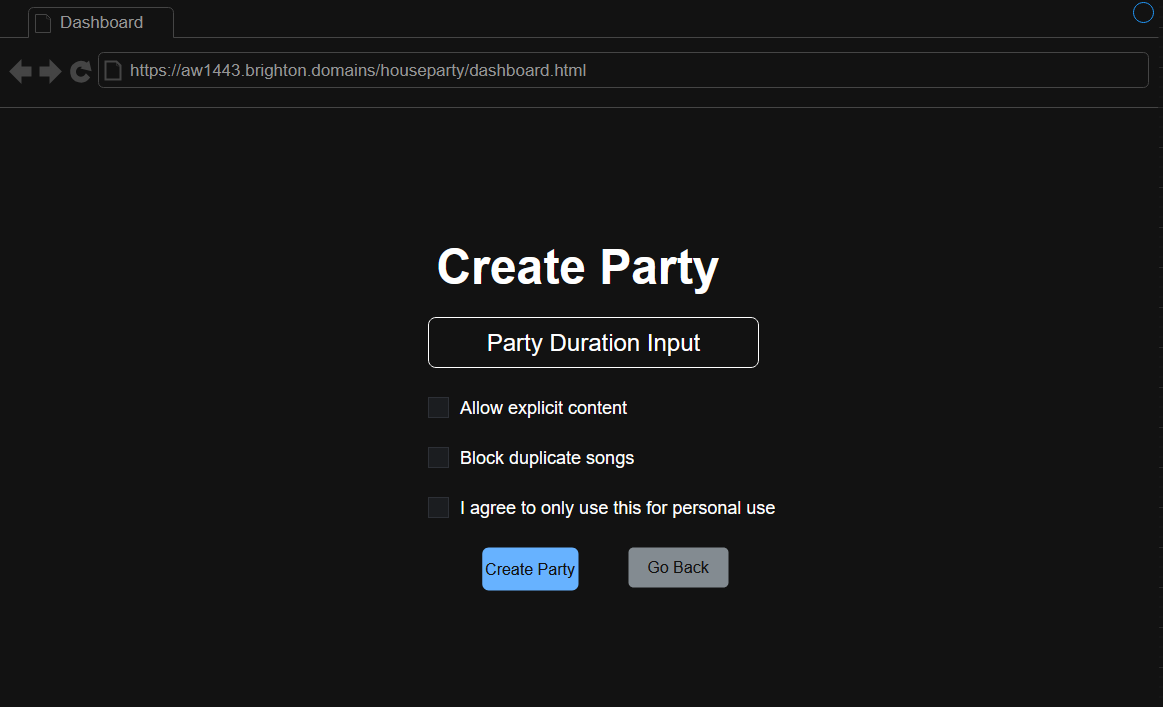 Dashboard
https://aw1443.brighton.domains/houseparty/dashboard.html
Create Party
Party Duration Input
Allow explicit content
Block duplicate songs
I agree to only use this for personal use
Create Party
Go Back